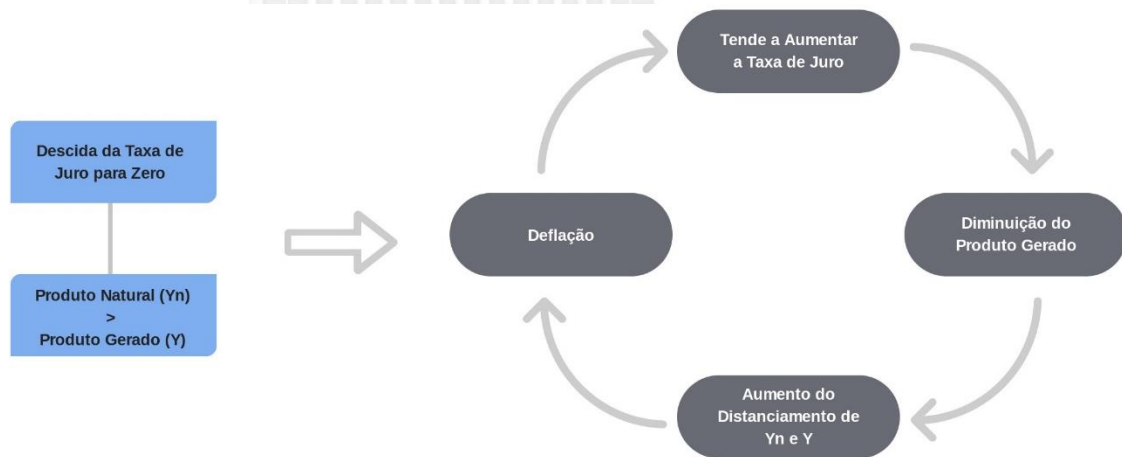 Descida da Taxa de
Juro para Zero
Produto Natural (Yn)
>
Produto Gerado (Y)
Tende a Aumentar
a Taxa de Juro
Diminuição do
Produto Gerado
Aumento do
Distanciamento de
Yn e Y
Deflação